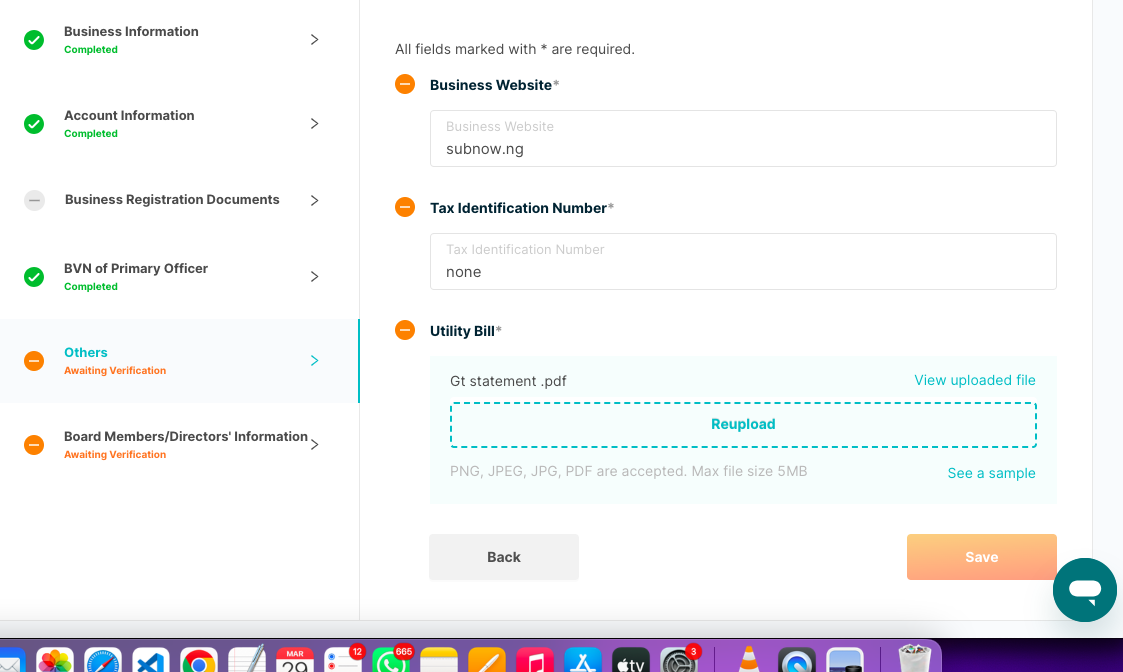 Business Information
Completed
Account Information
Completed
Business Registration Documents
BVN of Primary Officer
Completed
Others
Awaiting Verification
Board Members/Directors' Information
Awaiting Verification
All fields marked with * are required.
Business Website*
Business Website
subnow.ng
Tax Identification Number*
Tax Identification Number
none
Utility Bill*
Gt statement .pdf
View uploaded file
Reupload
PNG, JPEG, JPG, PDF are accepted. Max file size 5MB
See a sample
Back
Save
MAR
29
12
665
tv
3